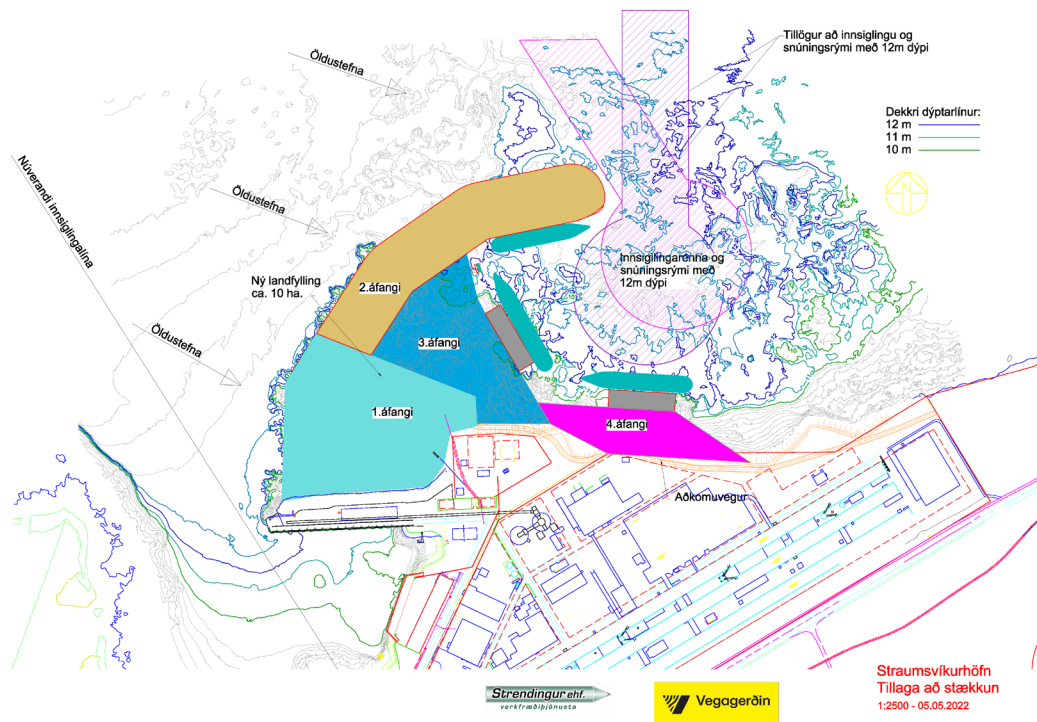 Tillögur að innsiglingu og
snúningsrými með 12m dýpi
Öldustefna
Dekkri dýptarlínur:
12 m
11 m
10 m
Núverandi innsiglingalína
Öldustefna
Innsiglingarenna og
snúningsrými með
12m dýpi
Ný landfylling
ca. 10 ha.
2.áfangi
Öldustefna
3.áfangi
1.áfangi
4.áfangi
Aðkomuvegur
Straumsvíkurhöfn
Tillaga að stækkun
1:2500 - 05.05.2022
Strendingur ehf.
verkfræðiþjónusta
Vegagerðin